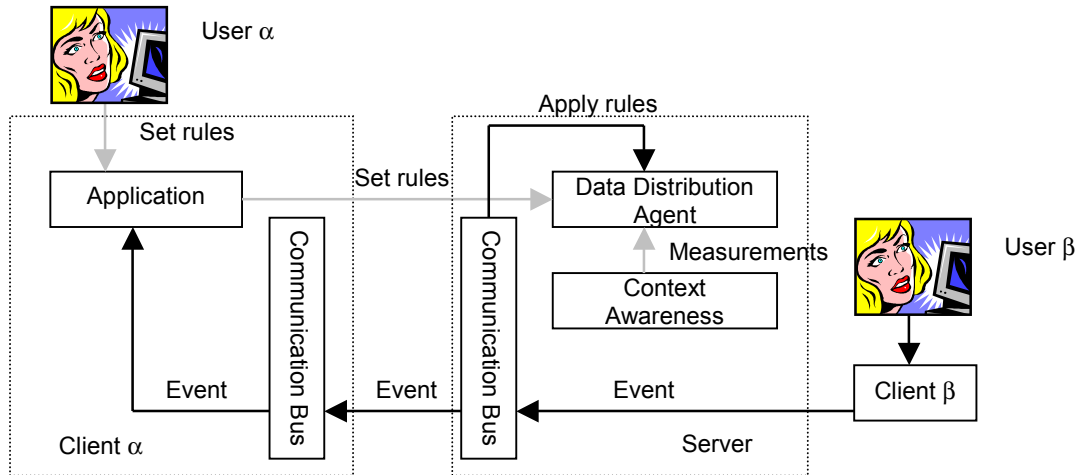 User α
Apply rules
Set rules
Set rules
Application
Data Distribution
Agent
Communication Bus
Communication Bus
Measurements
User β
Context
Awareness
Event
Event
Event
Client β
Client α
Server